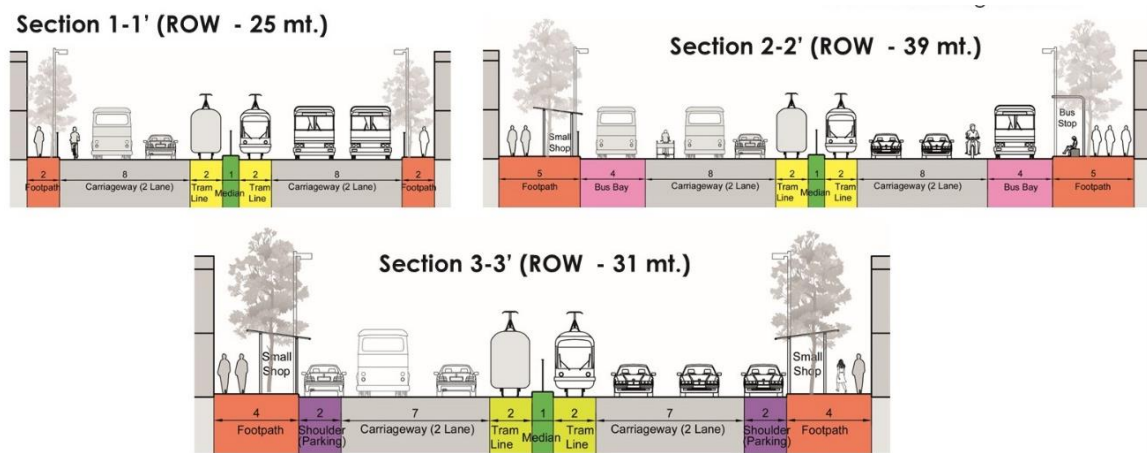 Section 1-1’ (ROW - 25 mt.)
2
Footpath
8
Carriageway (2 Lane)
2
Tram
Line
1
Median
2
Tram
Line
8
Carriageway (2 Lane)
2
Footpath
Section 2-2’ (ROW - 39 mt.)
Small
Shop
Bus
Stop
5
Footpath
4
Bus Bay
8
Carriageway (2 Lane)
2
Tram
Line
1
Median
2
Tram
Line
8
Carriageway (2 Lane)
4
Bus Bay
5
Footpath
Section 3-3’ (ROW - 31 mt.)
Small
Shop
Small
Shop
4
Footpath
2
Shoulder
(Parking)
7
Carriageway (2 Lane)
2
Tram
Line
1
Median
2
Tram
Line
7
Carriageway (2 Lane)
2
Shoulder
(Parking)
4
Footpath